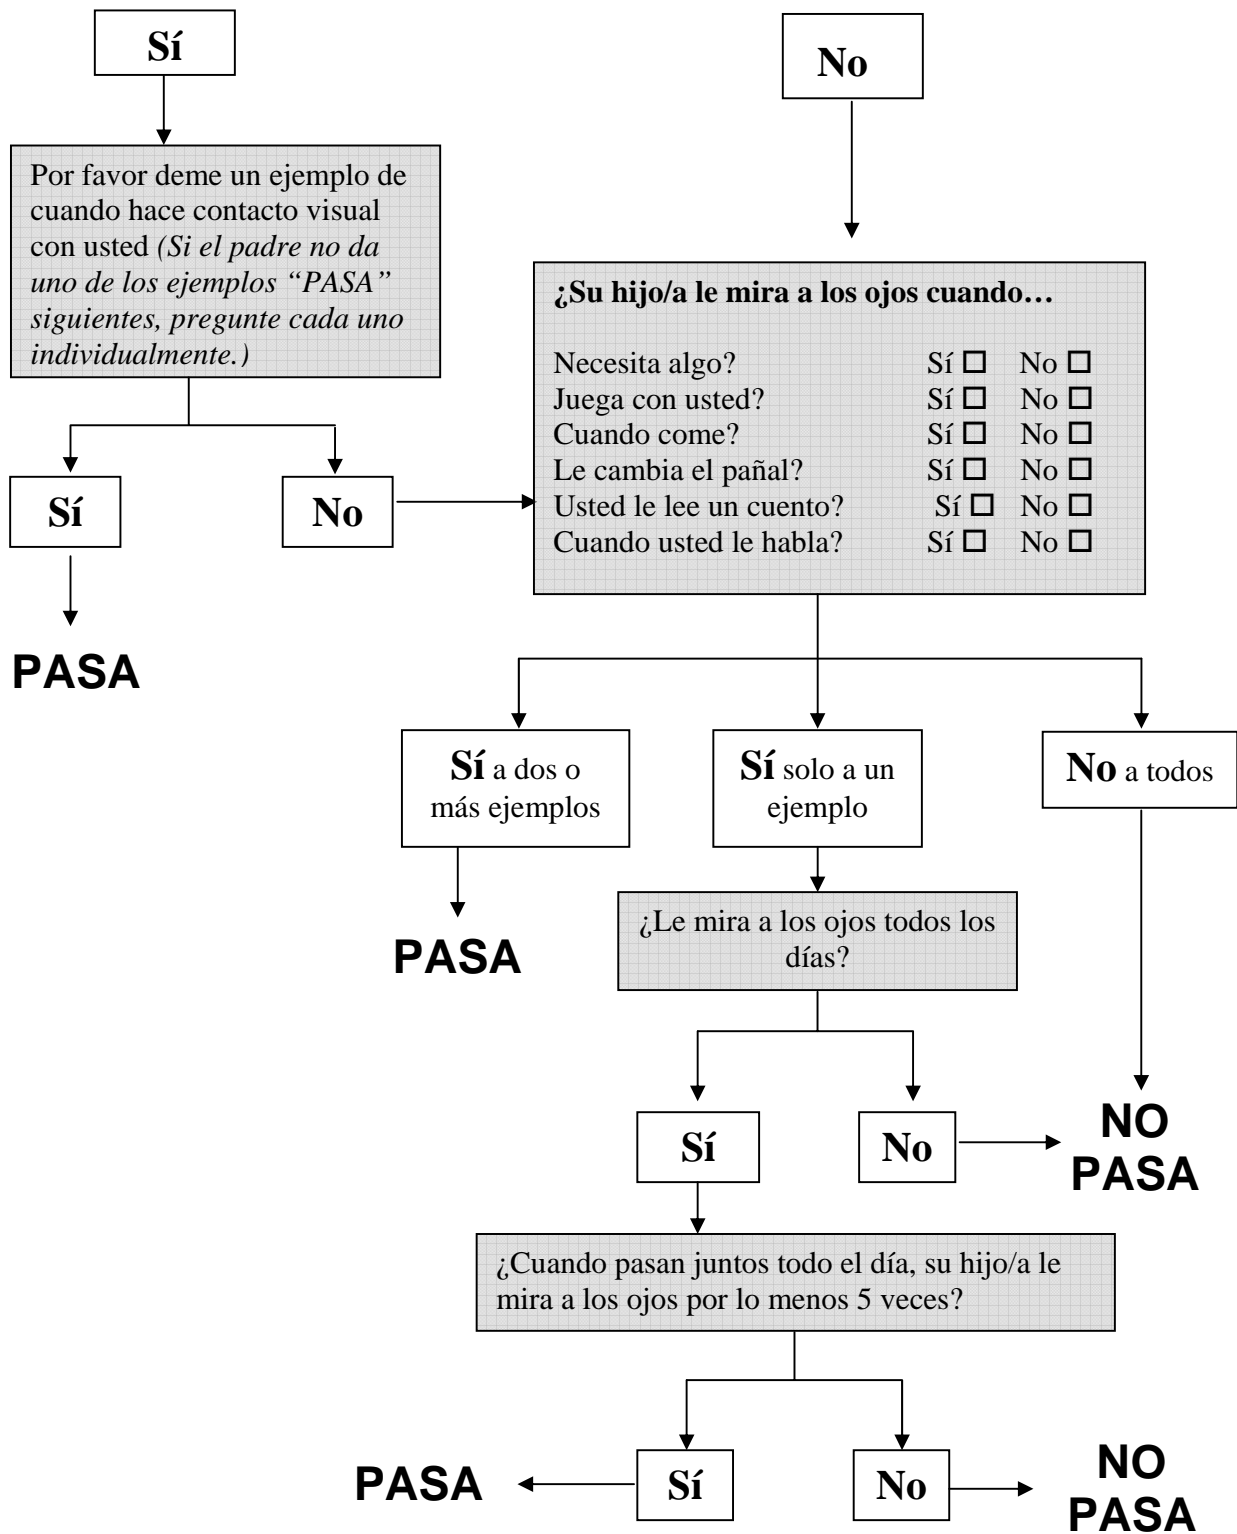 Sí
No
Por favor deme un ejemplo de
cuando hace contacto visual
con usted (Si el padre no da
uno de los ejemplos “PASA”
siguientes, pregunte cada uno
individualmente.)
Sí
No
PASA
¿Su hijo/a le mira a los ojos cuando…
Necesita algo? Sí ☐ No ☐
Juega con usted? Sí ☐ No ☐
Cuando come? Sí ☐ No ☐
Le cambia el pañal? Sí ☐ No ☐
Usted le lee un cuento? Sí ☐ No ☐
Cuando usted le habla? Sí ☐ No ☐
Sí a dos o
más ejemplos
PASA
Sí solo a un
ejemplo
No a todos
¿Le mira a los ojos todos los
días?
Sí
No
NO
PASA
¿Cuando pasan juntos todo el día, su hijo/a le
mira a los ojos por lo menos 5 veces?
PASA
Sí
No
NO
PASA